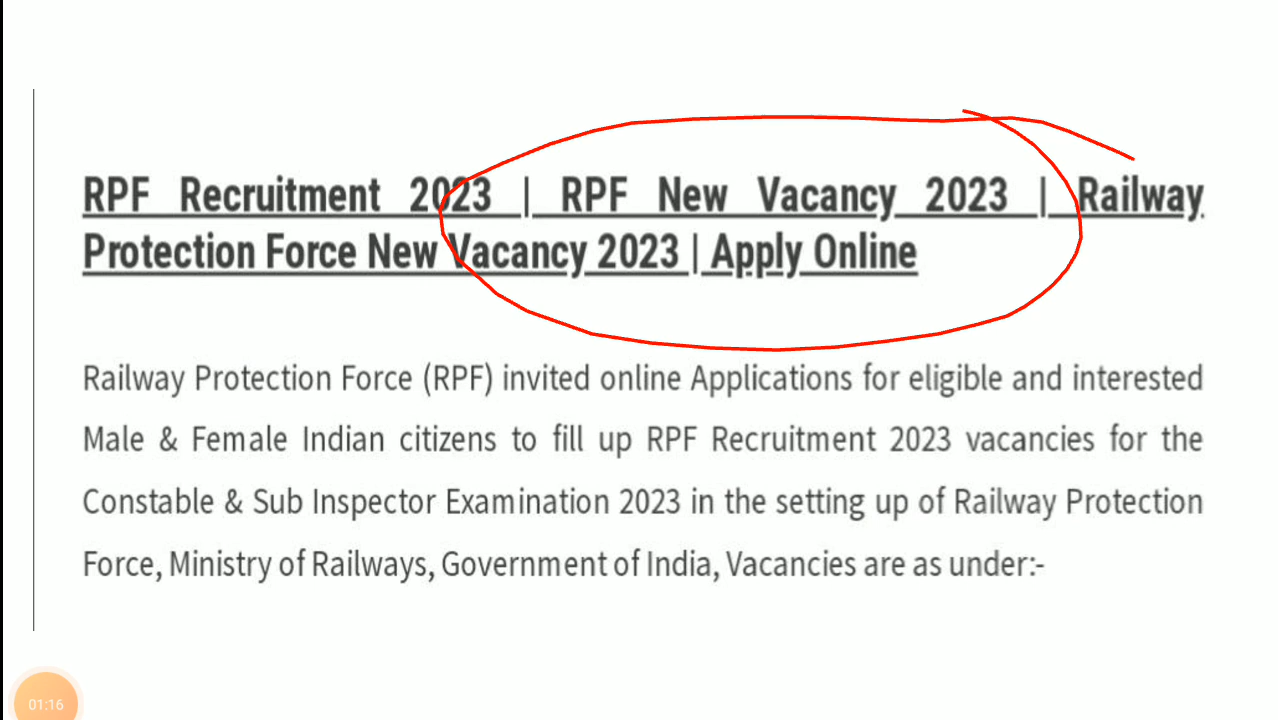 RPF Recruitment 2023 | RPF New Vacancy 2023 | Railway
Protection Force New Vacancy 2023 | Apply Online
Railway Protection Force (RPF) invited online Applications for eligible and interested
Male & Female Indian citizens to fill up RPF Recruitment 2023 vacancies for the
Constable & Sub Inspector Examination 2023 in the setting up of Railway Protection
Force, Ministry of Railways, Government of India, Vacancies are as under:-
01:16